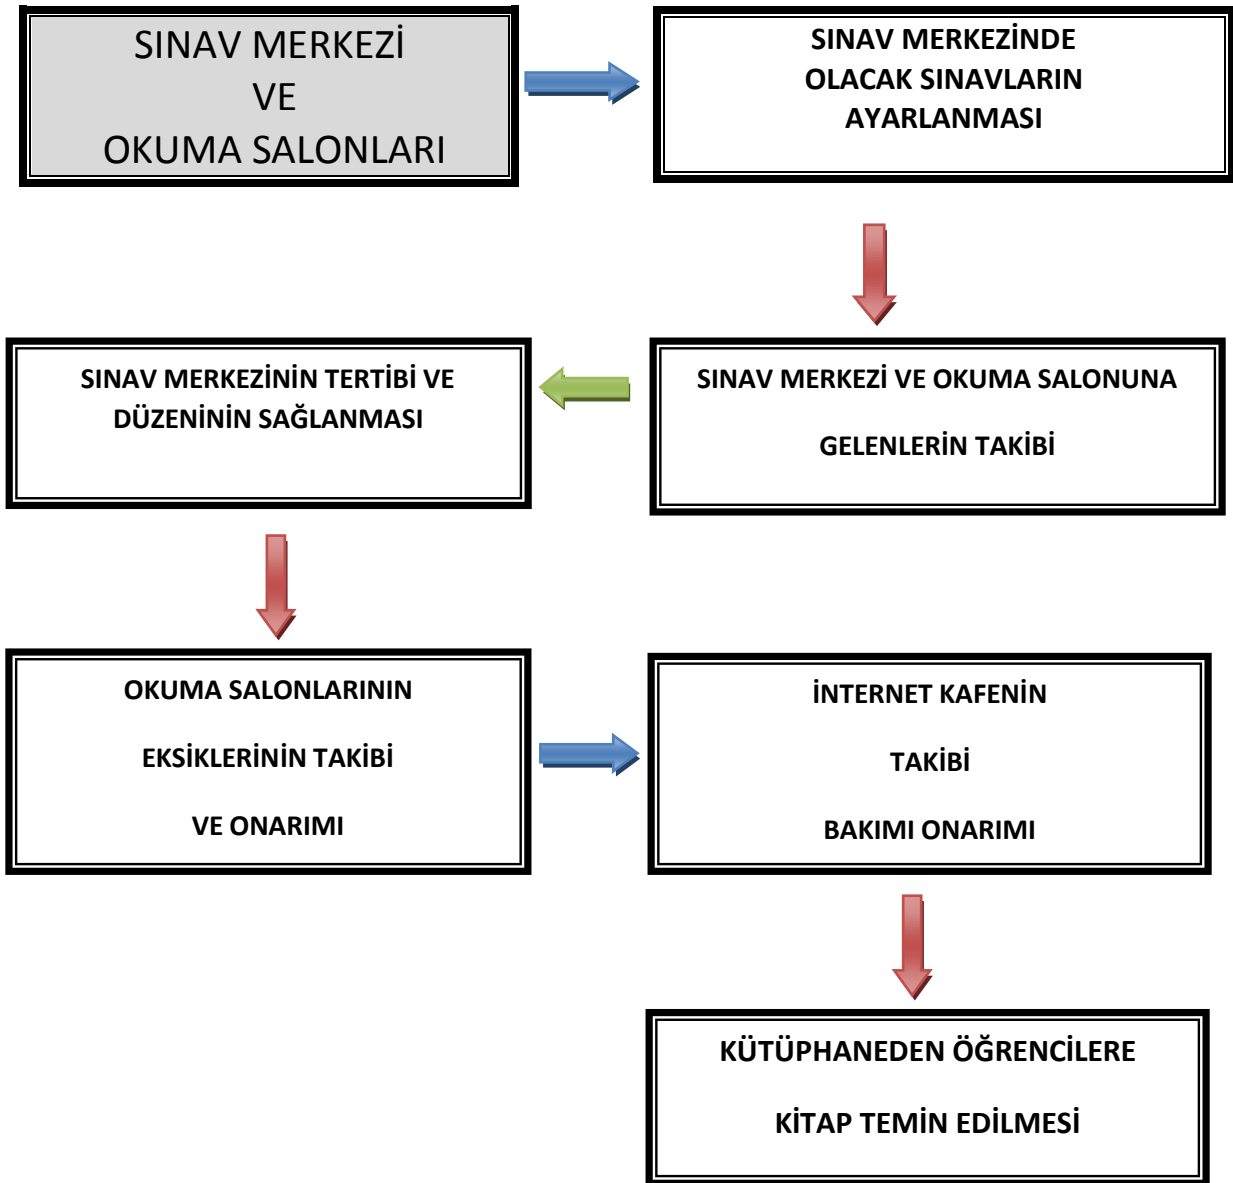 SINAV MERKEZİ
VE
OKUMA SALONLARI
SINAV MERKEZİNDE
OLACAK SINAVLARIN
AYARLANMASI
SINAV MERKEZİ VE OKUMA SALONUNA
GELENLERİN TAKİBİ
SINAV MERKEZİNİN TERTİBİ VE
DÜZENİNİN SAĞLANMASI
OKUMA SALONLARININ
EKSİKLERİNİN TAKİBİ
VE ONARIMI
İNTERNET KAFENİN
TAKİBİ
BAKIMI ONARIMI
KÜTÜPHANEDEN ÖĞRENCİLERE
KİTAP TEMİN EDİLMESİ